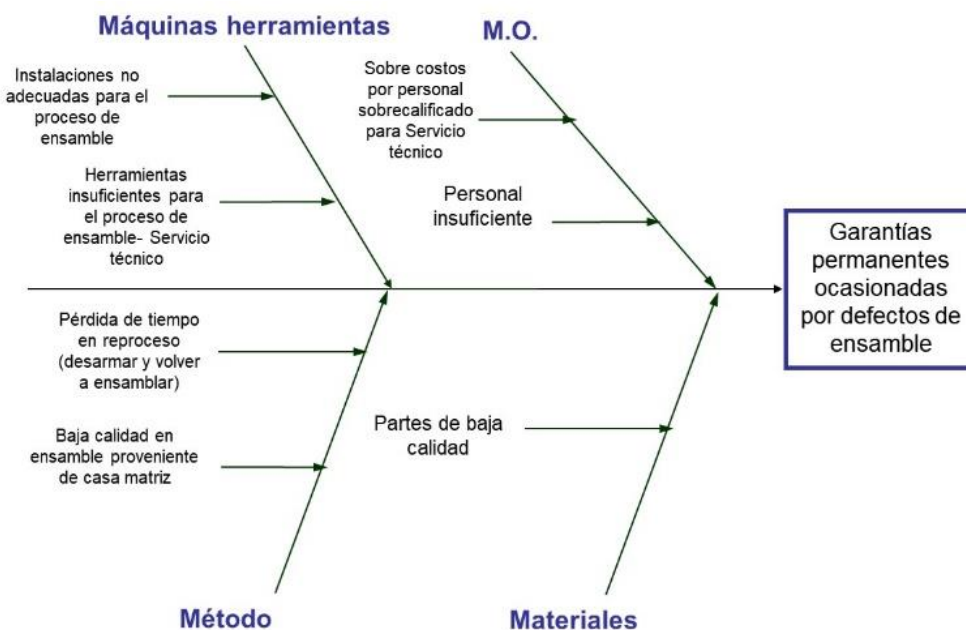 Máquinas herramientas
M.O.
Instalaciones no
adecuadas para el
proceso de
ensamble
Sobre costos
por personal
sobrecalificado
para Servicio
técnico
Herramientas
insuficientes para
el proceso de
ensamble- Servicio
técnico
Personal
insuficiente
Garantías
permanentes
ocasionadas
por defectos de
ensamble
Pérdida de tiempo
en reproceso
(desarmar y volver
a ensamblar)
Baja calidad en
ensamble proveniente
de casa matriz
Partes de baja
calidad
Método
Materiales